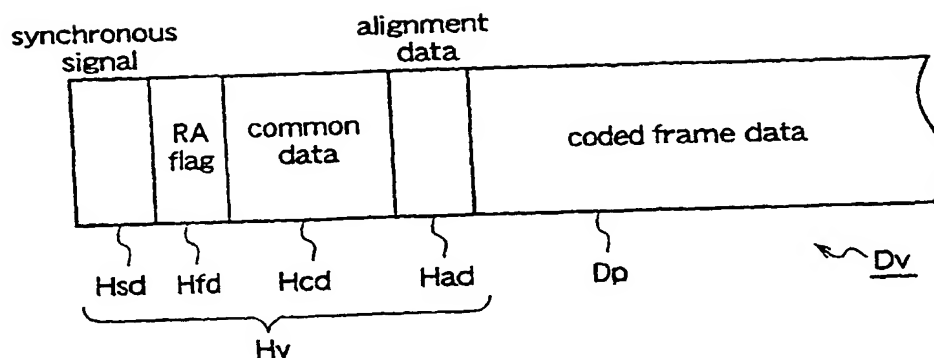 synchronous
signal
alignment
data
RA
flag
common
data
coded frame data
Hsd
Hfd
Hcd
Had
Dp
Dv
Hv